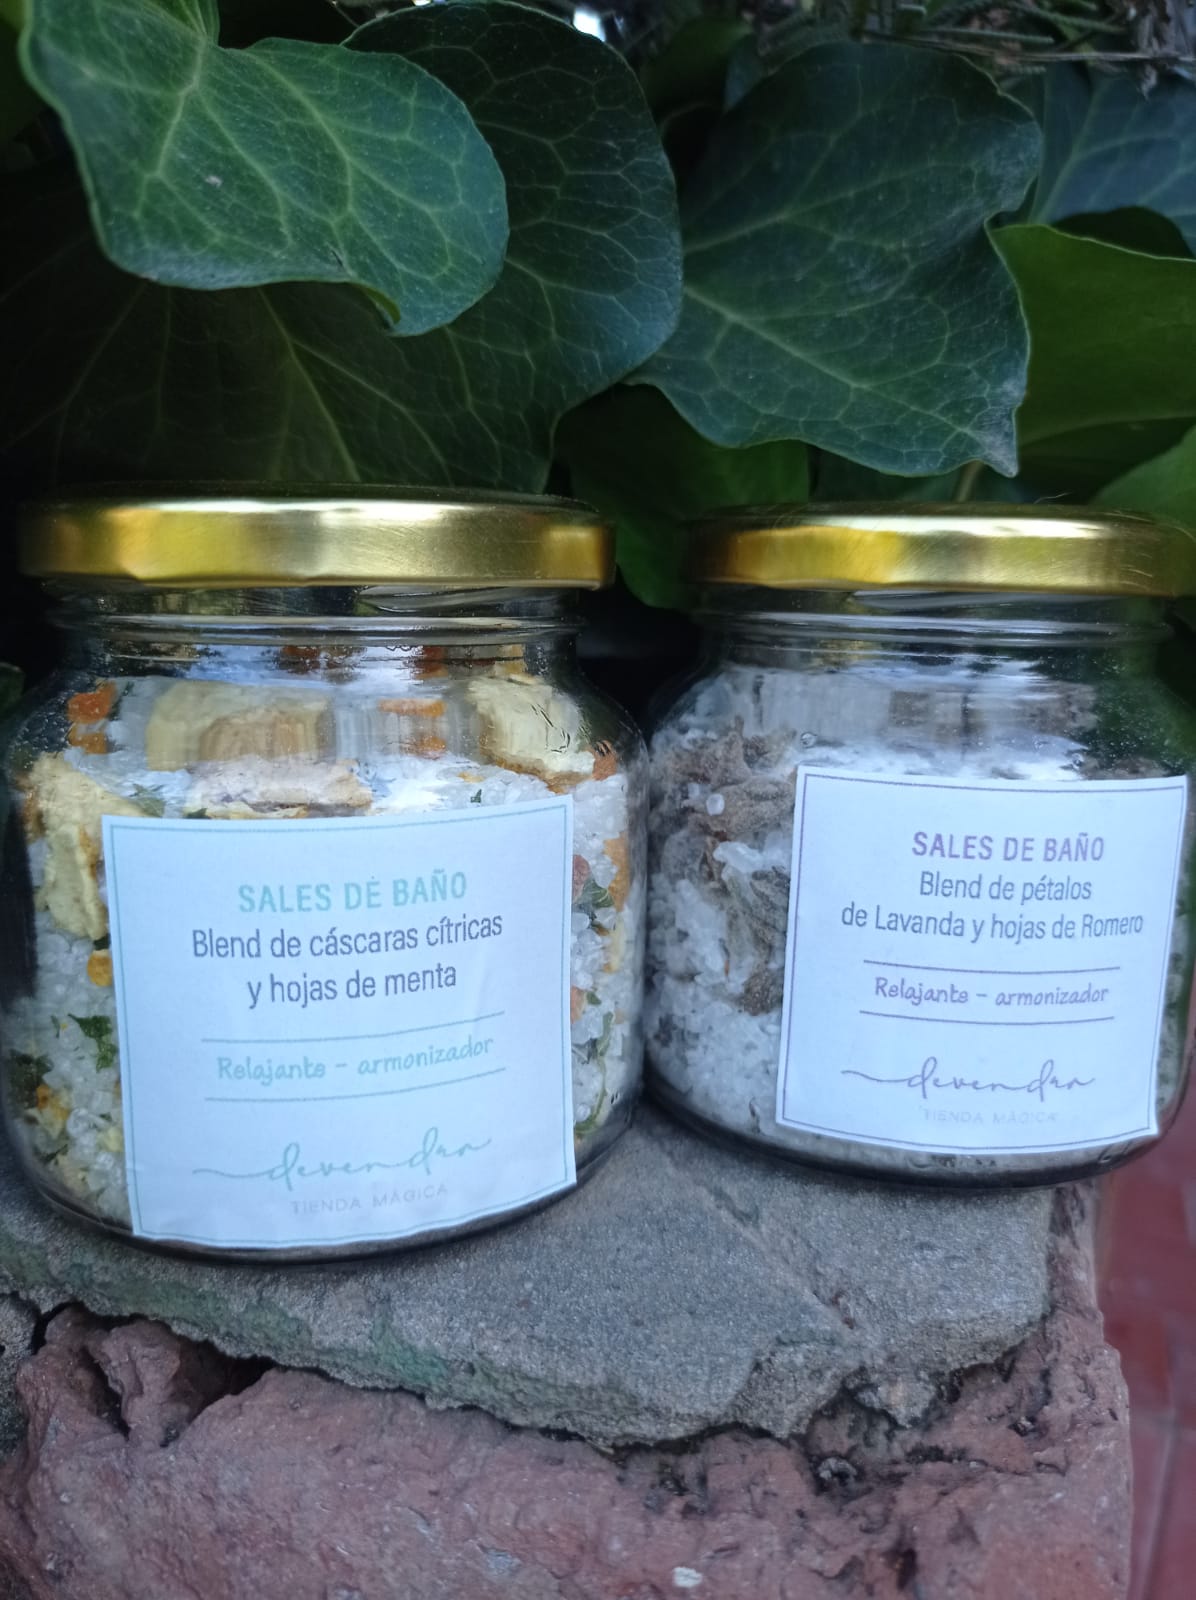 SALES DE BAÑO
Blend de cáscaras cítricas
y hojas de menta
Relajante - armonizador
devendra
TIENDA MÁGICA
SALES DE BAÑO
Blend de pétalos
de Lavanda y hojas de Romero
Relajante - armonizador
devendra
TIENDA MÁGICA